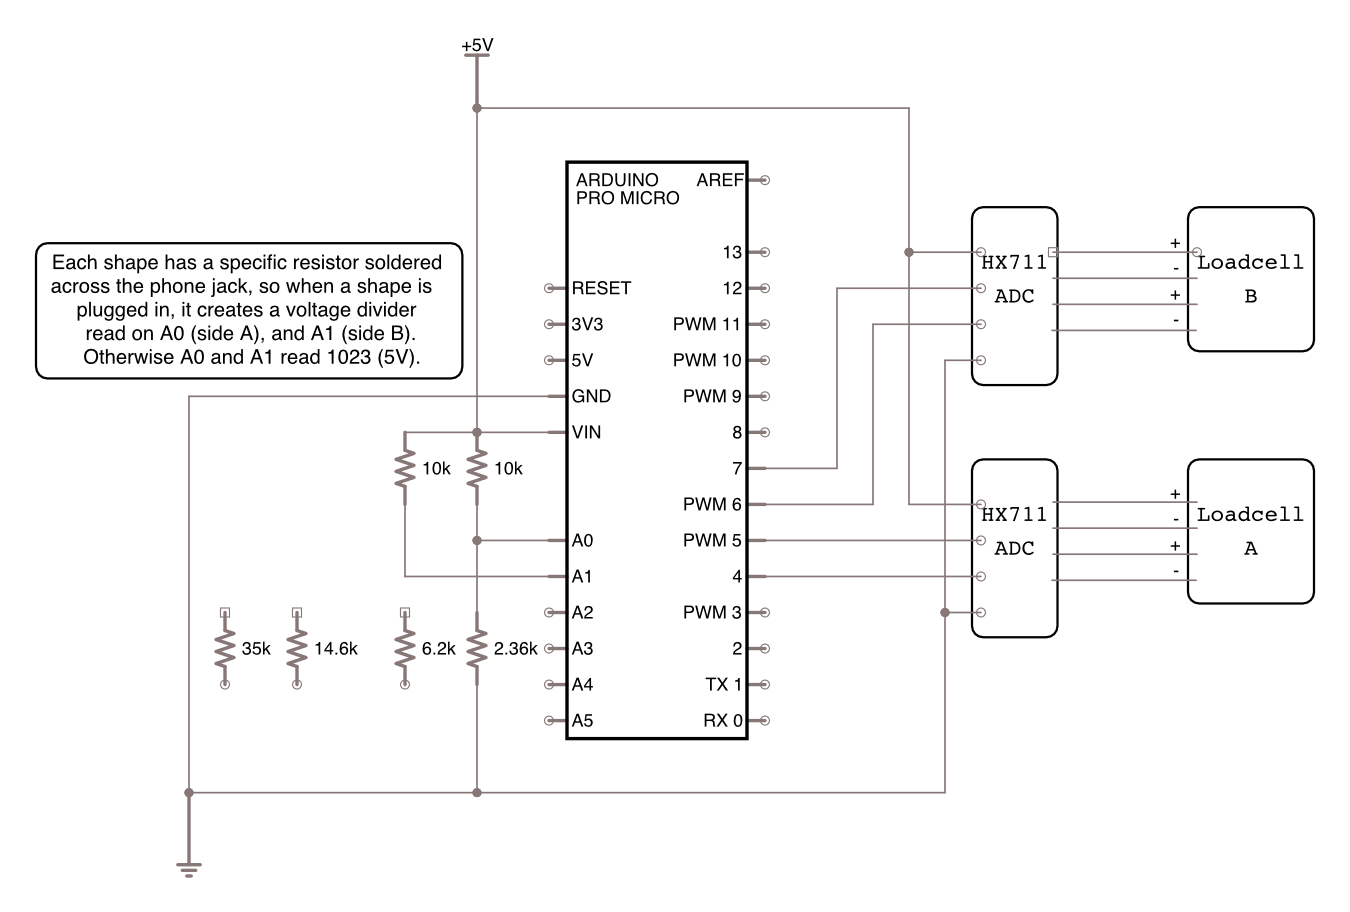 +5V
ARDUINO
PRO MICRO
AREF
13
12
PWM 11
PWM 10
PWM 9
8
7
PWM 6
PWM 5
4
PWM 3
2
TX 1
RX 0
RESET
3V3
5V
GND
VIN
A0
A1
A2
A3
A4
A5
Each shape has a specific resistor soldered
across the phone jack, so when a shape is
plugged in, it creates a voltage divider
read on A0 (side A), and A1 (side B).
Otherwise A0 and A1 read 1023 (5V).
10k
10k
35k
14.6k
6.2k
2.36k
HX711
ADC
+
-
+
-
Loadcell
B
HX711
ADC
+
-
+
-
Loadcell
A